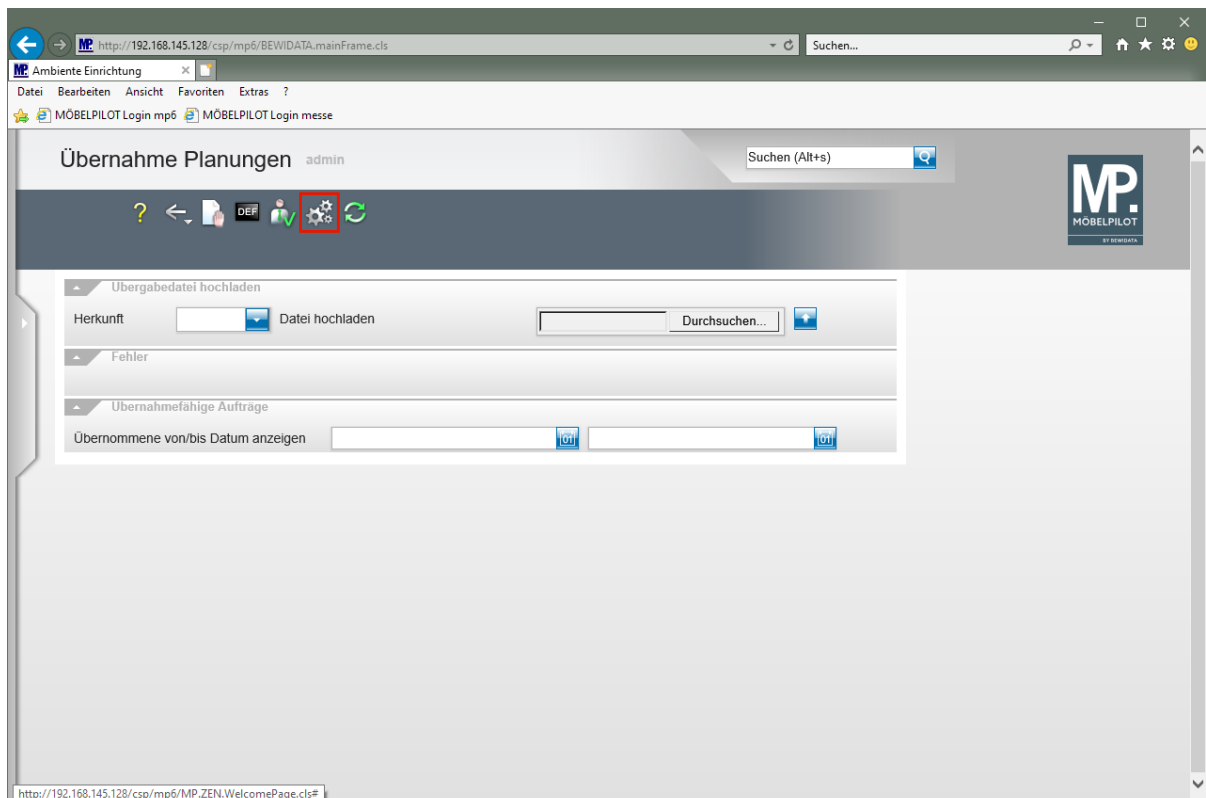 http://192.168.145.128/csp/mp6/BEWIDATA.mainFrame.cls
Suchen...
MP. Ambiente Einrichtung
Datei Bearbeiten Ansicht Favoriten Extras ?
MÖBELPILOT Login mp6 MÖBELPILOT Login messe
Übernahme Planungen admin
Suchen (Alt+s)
MP.
MÖBELPILOT
BY BEWIDATA
? DEF
Übergabedatei hochladen
Herkunft Datei hochladen Durchsuchen...
Fehler
Übernahmefähige Aufträge
Übernommene von/bis Datum anzeigen 01 01
http://192.168.145.128/csp/mp6/MP.ZEN.WelcomePage.cls#